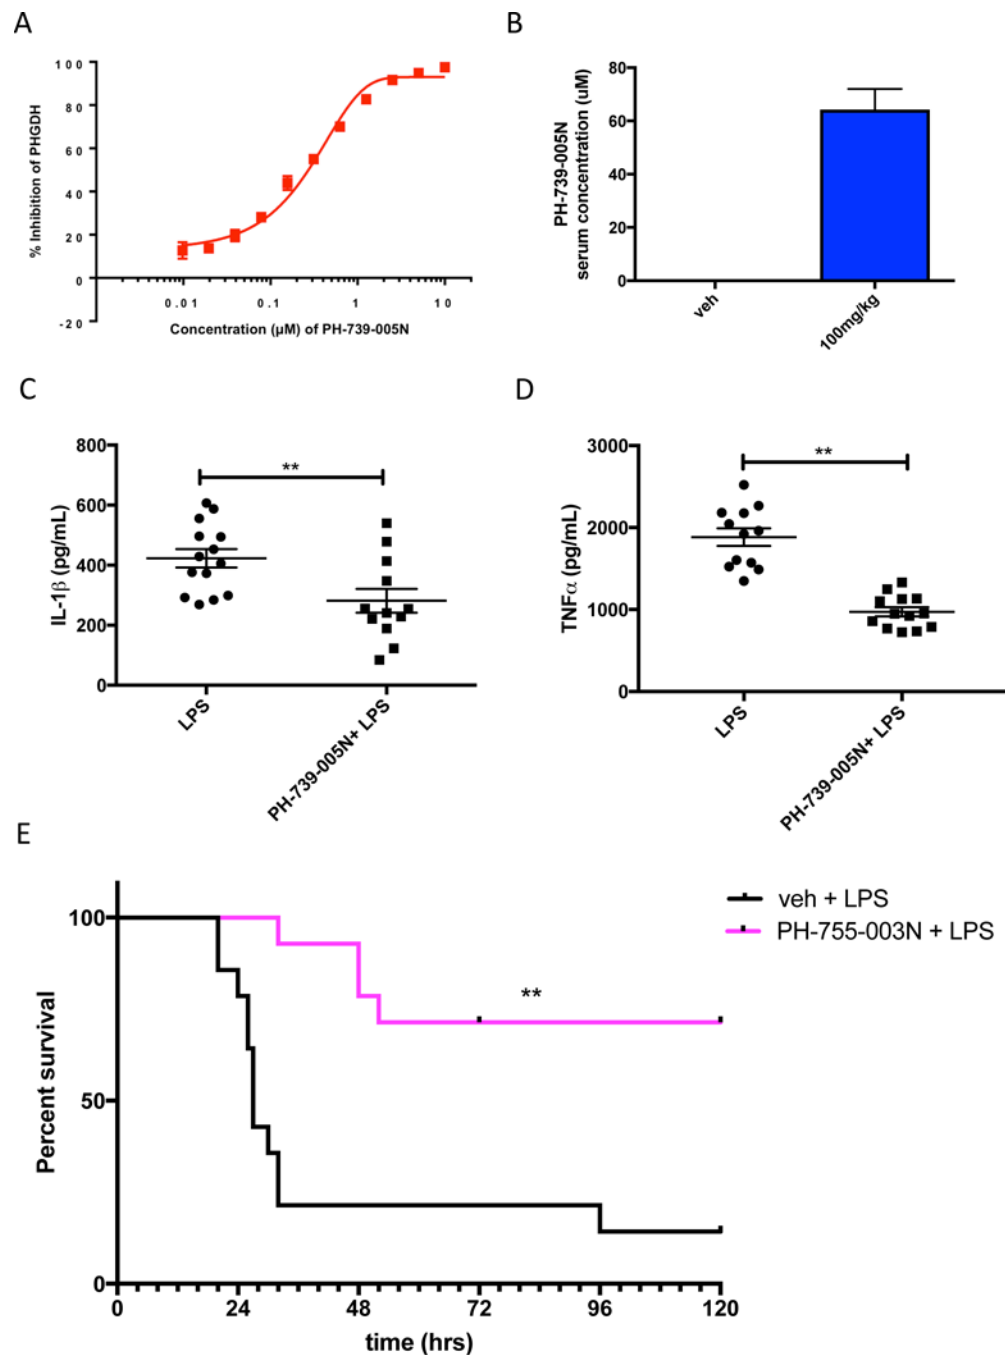 A
% Inhibition of PHGDH
100
80
60
40
20
0
-20
0.01
0.1
1
10
Concentration (μM) of PH-739-005N
B
PH-739-005N
serum concentration (uM)
80
60
40
20
0
veh
100mg/kg
C
IL-1β (pg/mL)
800
600
400
200
0
**
LPS
PH-739-005N+ LPS
D
TNFα (pg/mL)
3000
2000
1000
0
**
LPS
PH-739-005N+ LPS
E
Percent survival
100
50
0
**
0
24
48
72
96
120
time (hrs)
veh + LPS
PH-755-003N + LPS